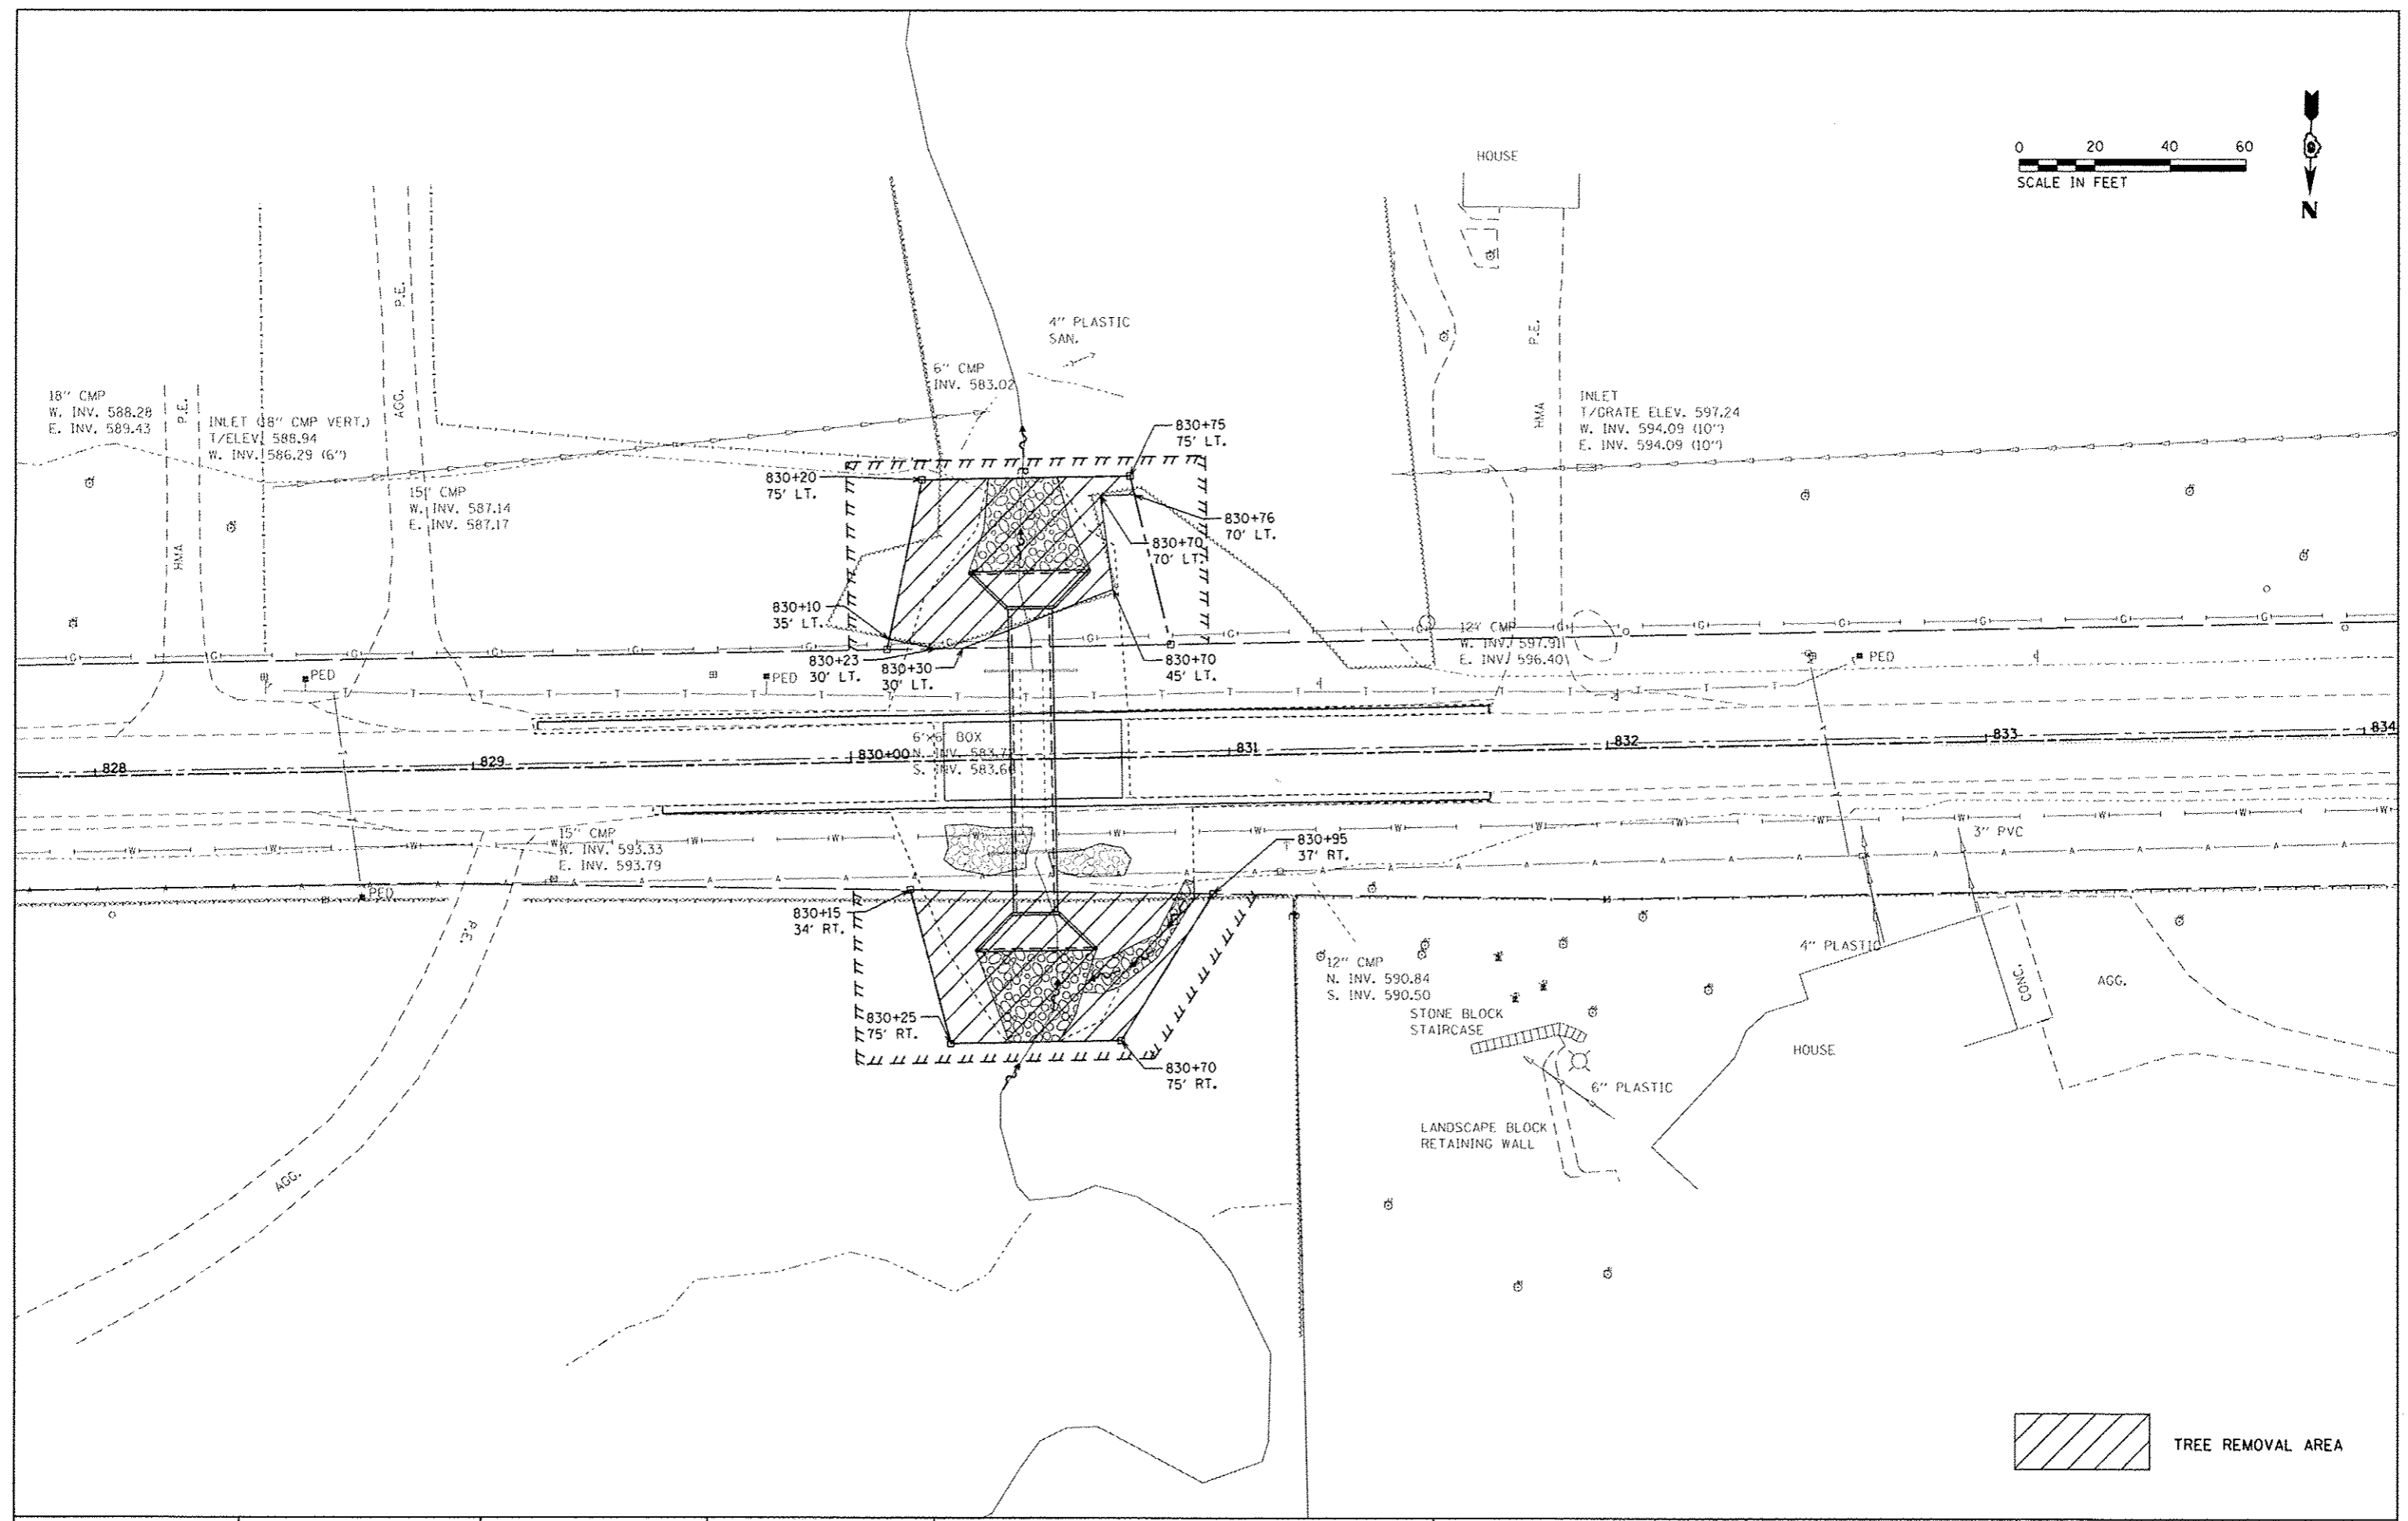 0 20 40 60
SCALE IN FEET
N
HOUSE
P.E.
P.E.
4" PLASTIC
SAN.
6" CMP
INV. 583.02
18" CMP
W. INV. 588.28
E. INV. 589.43
P.E.
AGG.
INLET (18" CMP VERT.)
T/ELEV. 588.94
W. INV. 586.29 (6")
HMA
INLET
T/GRATE ELEV. 597.24
W. INV. 594.09 (10")
E. INV. 594.09 (10")
830+75
75' LT.
830+20
75' LT.
15" CMP
W. INV. 587.14
E. INV. 587.17
830+76
70' LT.
830+70
70' LT.
HMA
830+10
35' LT.
12" CMP
W. INV. 597.91
E. INV. 596.40
830+23
30' LT.
830+30
30' LT.
830+70
45' LT.
PED
PED
PED
6'x6' BOX
N. INV. 583.7
S. INV. 583.6
828
829
830+00
831
832
833
834
15" CMP
W. INV. 593.33
E. INV. 593.79
830+95
37' RT.
3" PVC
PED
830+15
34' RT.
P.E.
4" PLASTIC
12" CMP
N. INV. 590.84
S. INV. 590.50
CONC.
AGG.
STONE BLOCK
STAIRCASE
830+25
75' RT.
HOUSE
830+70
75' RT.
6" PLASTIC
LANDSCAPE BLOCK
RETAINING WALL
AGG.
TREE REMOVAL AREA